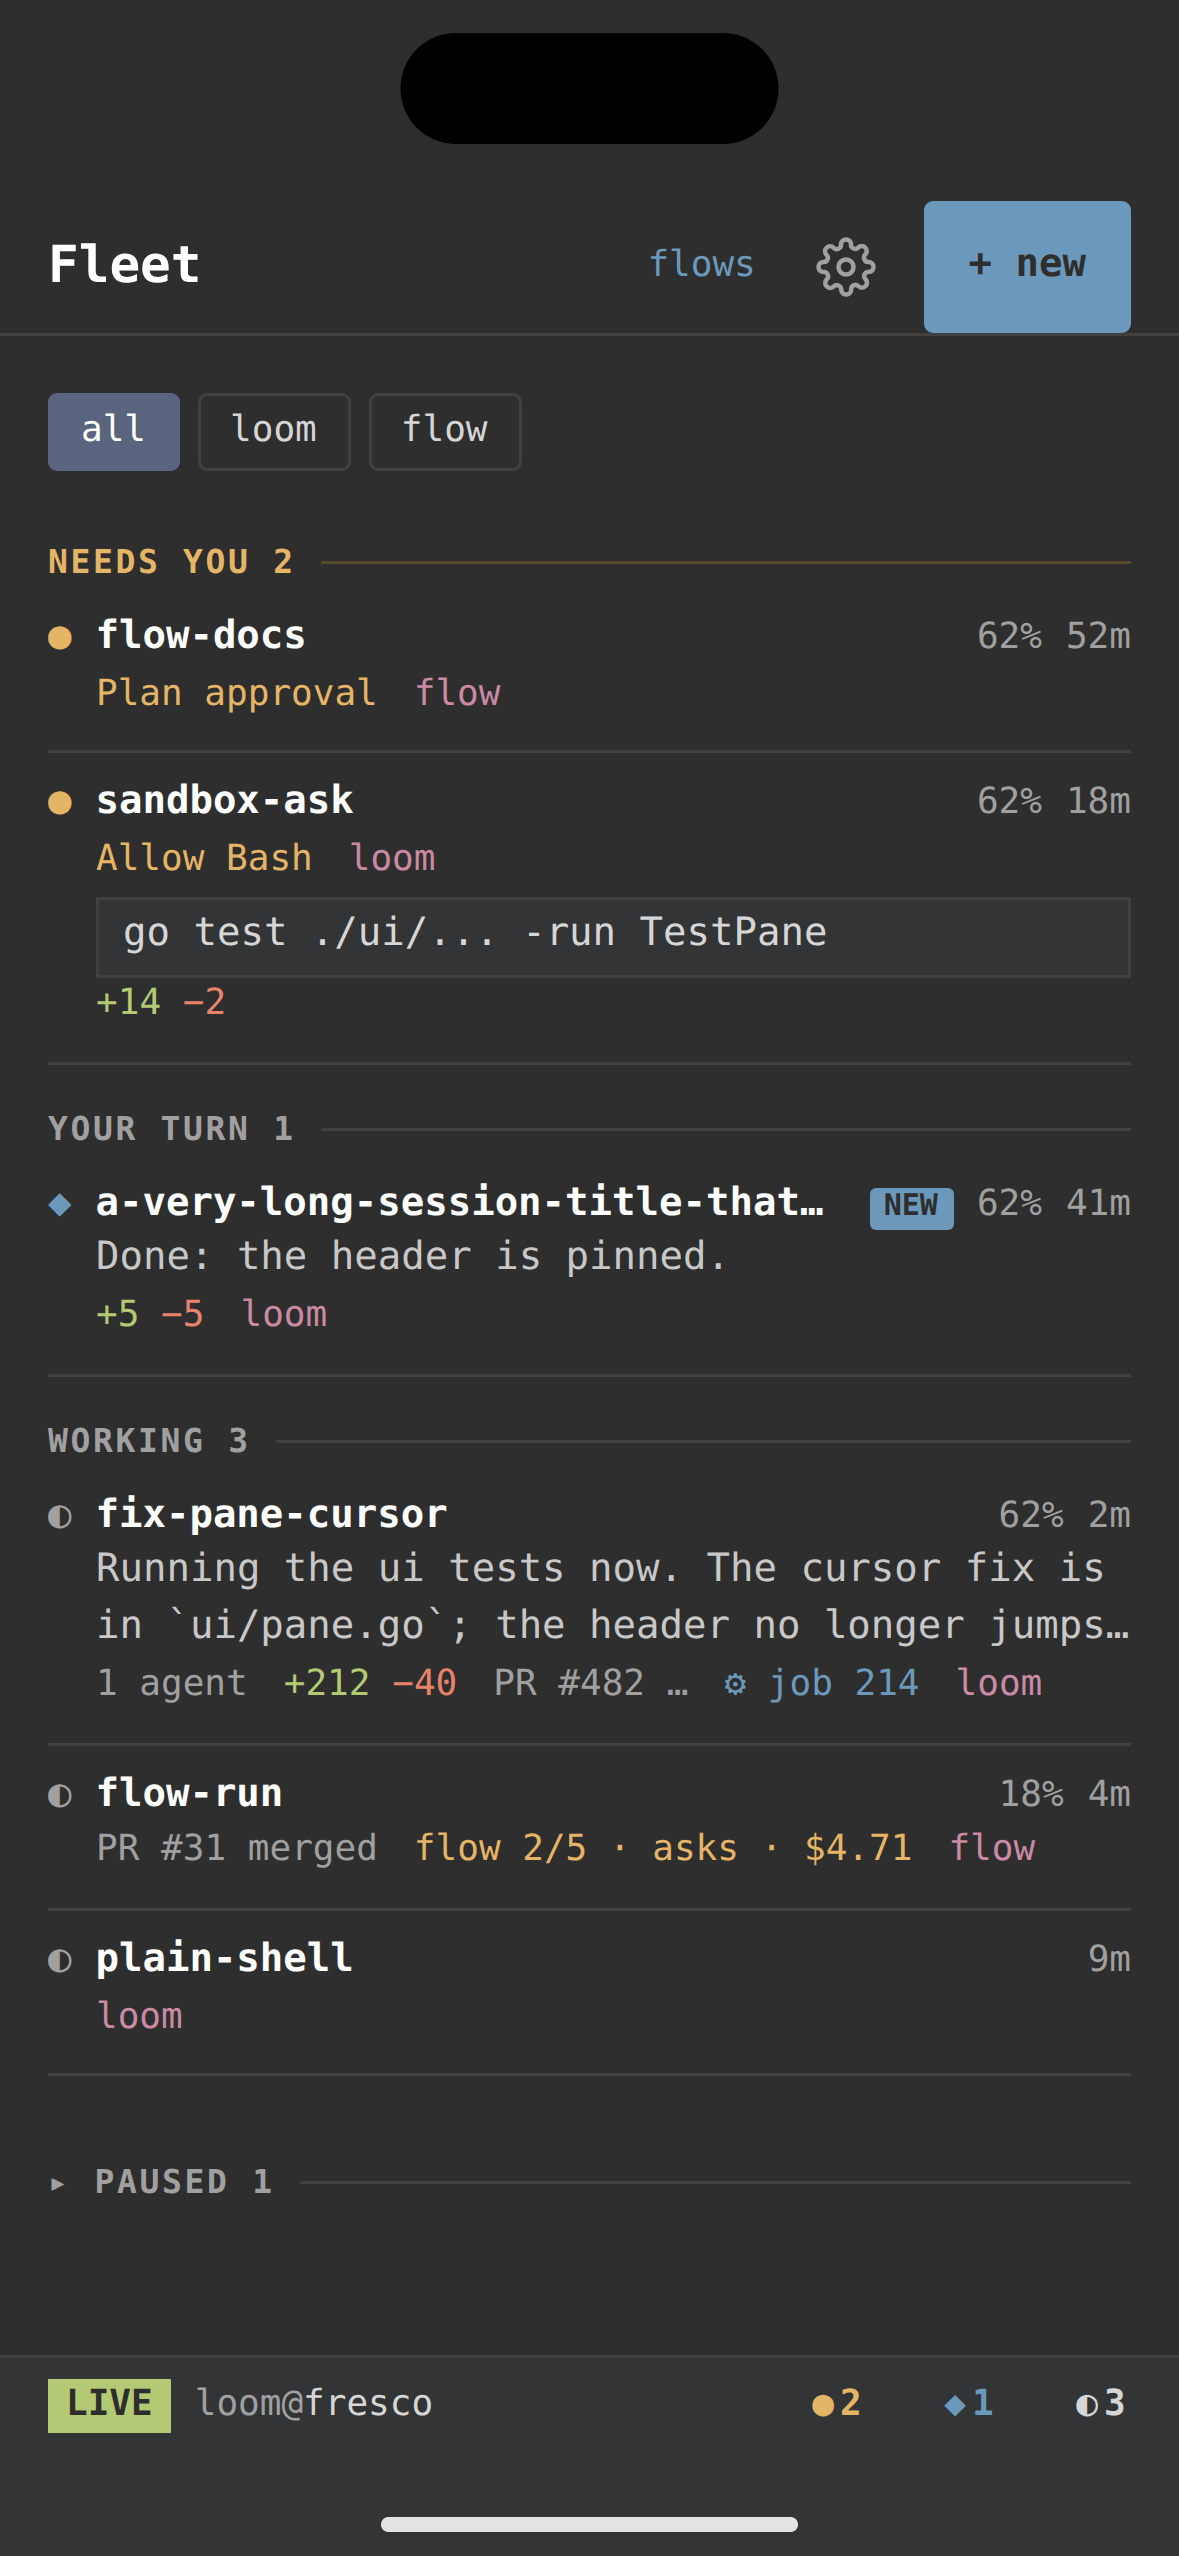 Fleet flows + new
all loom flow
NEEDS YOU 2
flow-docs 62% 52m
Plan approval flow
sandbox-ask 62% 18m
Allow Bash loom
go test ./ui/... -run TestPane
+14 −2
YOUR TURN 1
a-very-long-session-title-that… NEW 62% 41m
Done: the header is pinned.
+5 −5 loom
WORKING 3
fix-pane-cursor 62% 2m
Running the ui tests now. The cursor fix is
in `ui/pane.go`; the header no longer jumps…
1 agent +212 −40 PR #482 … ⚙ job 214 loom
flow-run 18% 4m
PR #31 merged flow 2/5 · asks · $4.71 flow
plain-shell 9m
loom
▸ PAUSED 1
LIVE loom@fresco ●2 ◆1 ◐3